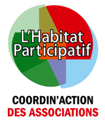 L'Habitat
Participatif
COORDIN'ACTION
DES ASSOCIATIONS